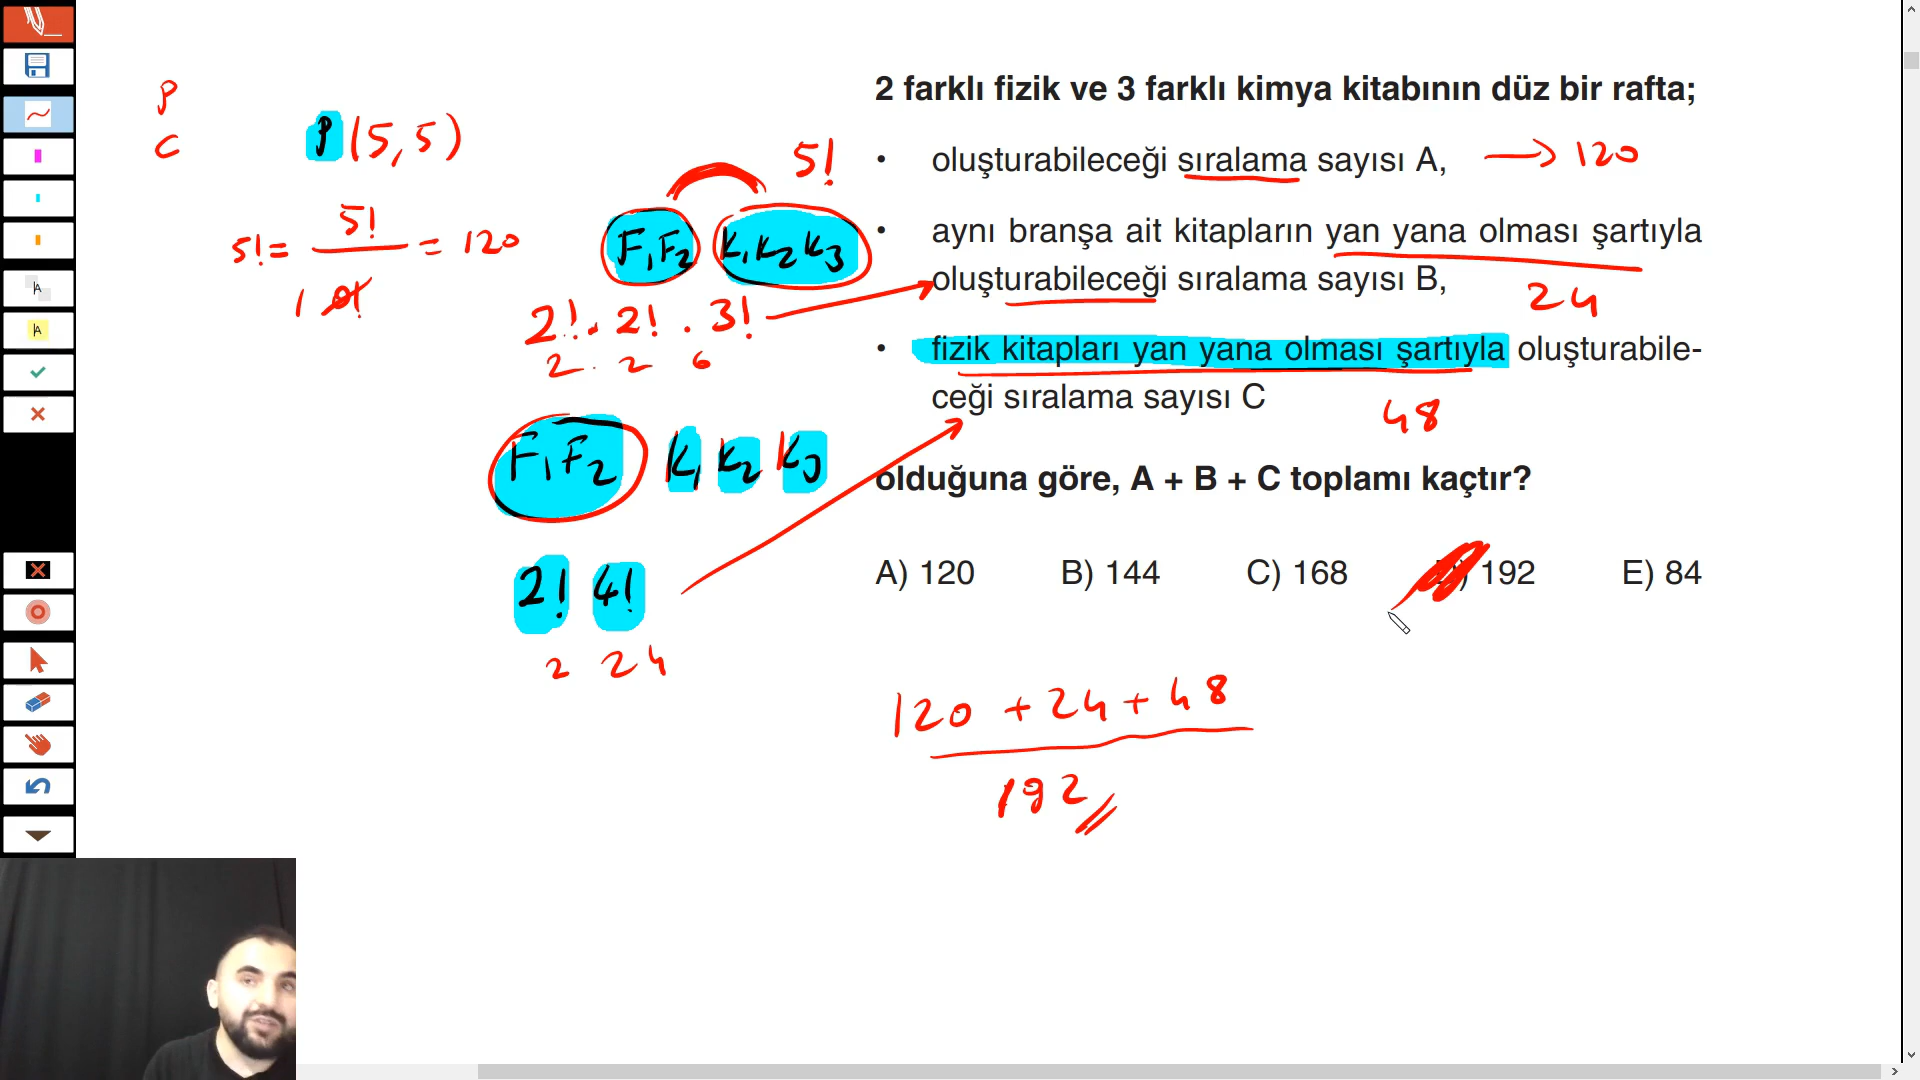 2 farklı fizik ve 3 farklı kimya kitabının düz bir rafta;
• oluşturabileceği sıralama sayısı A, → 120
• aynı branşa ait kitapların yan yana olması şartıyla
oluşturabileceği sıralama sayısı B,
24
• fizik kitapları yan yana olması şartıyla oluşturabile-
ceği sıralama sayısı C
48
olduğuna göre, A + B + C toplamı kaçtır?
A) 120 B) 144 C) 168 192 E) 84
120 + 24 + 48
192
P
C
P(5,5)
5! = 5! = 120
1 0!
5!
F1F2 K1K2K3
2! . 2! . 3!
2 . 2 6
F1F2 K1 K2 K3
2! 4!
2 24
A
A